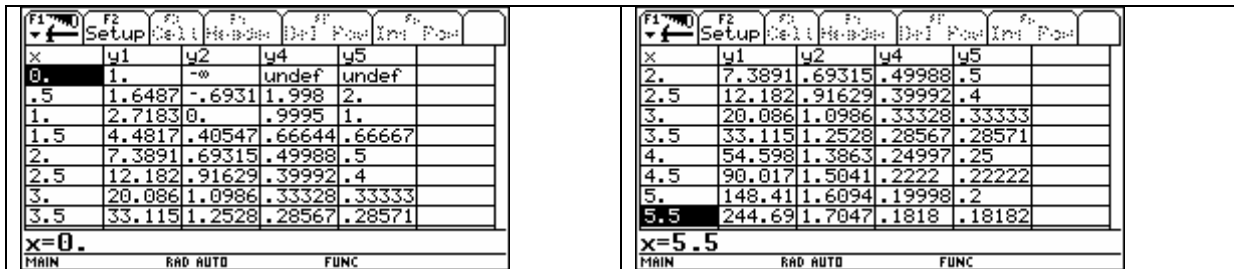 F1 F2 Setup Cell Header Del Row Ins Row
x y1 y2 y4 y5
0. 1. -∞ undef undef
.5 1.6487 -.6931 1.998 2.
1. 2.7183 0. .9995 1.
1.5 4.4817 .40547 .66644 .66667
2. 7.3891 .69315 .49988 .5
2.5 12.182 .91629 .39992 .4
3. 20.086 1.0986 .33328 .33333
3.5 33.115 1.2528 .28567 .28571
x=0.
MAIN RAD AUTO FUNC
F1 F2 Setup Cell Header Del Row Ins Row
x y1 y2 y4 y5
2. 7.3891 .69315 .49988 .5
2.5 12.182 .91629 .39992 .4
3. 20.086 1.0986 .33328 .33333
3.5 33.115 1.2528 .28567 .28571
4. 54.598 1.3863 .24997 .25
4.5 90.017 1.5041 .2222 .22222
5. 148.41 1.6094 .19998 .2
5.5 244.69 1.7047 .1818 .18182
x=5.5
MAIN RAD AUTO FUNC